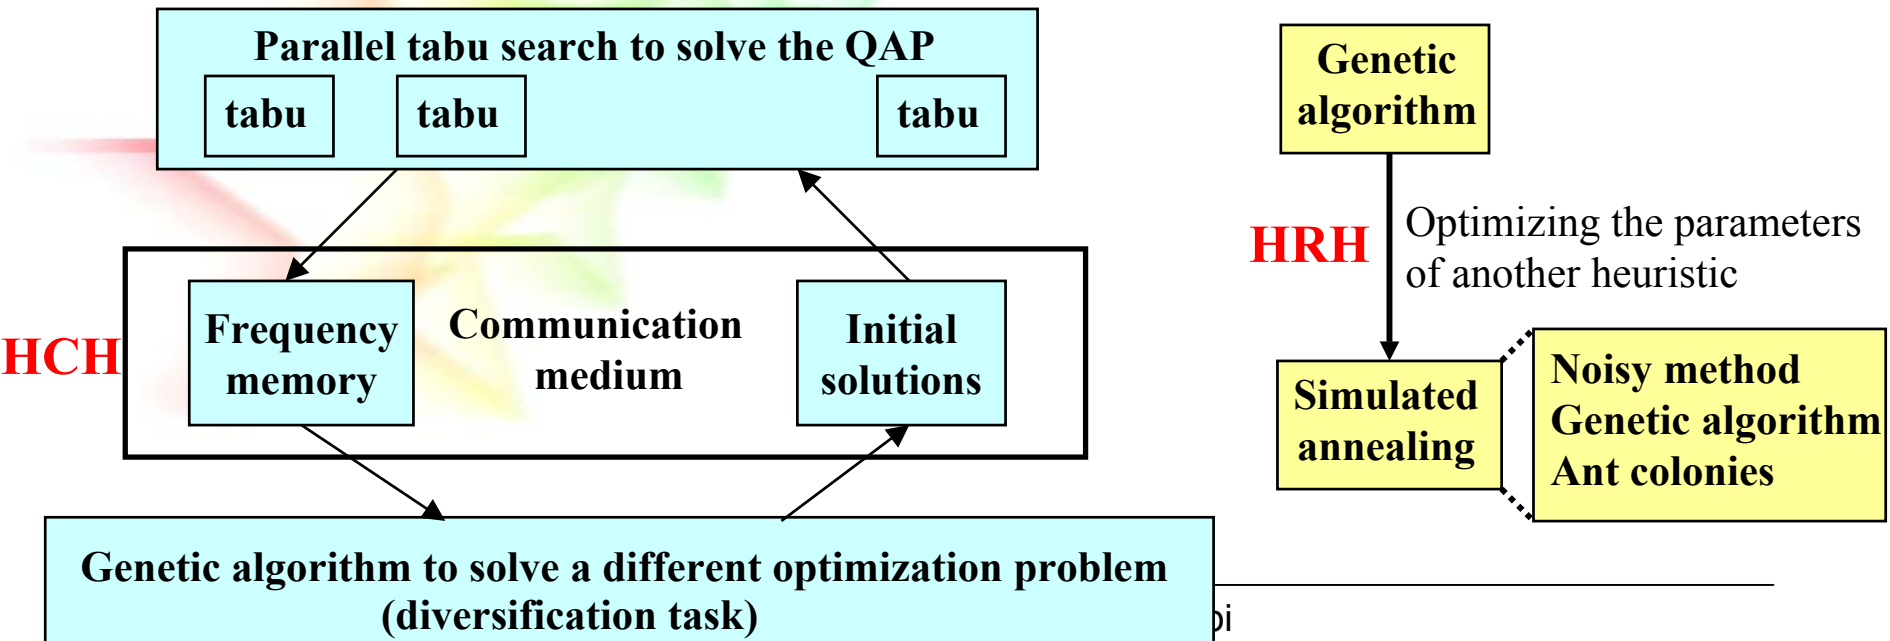 Parallel tabu search to solve the QAP
tabu
tabu
tabu
HCH
Frequency
memory
Communication
medium
Initial
solutions
Genetic algorithm to solve a different optimization problem
(diversification task)
Genetic
algorithm
HRH
Optimizing the parameters
of another heuristic
Simulated
annealing
Noisy method
Genetic algorithm
Ant colonies